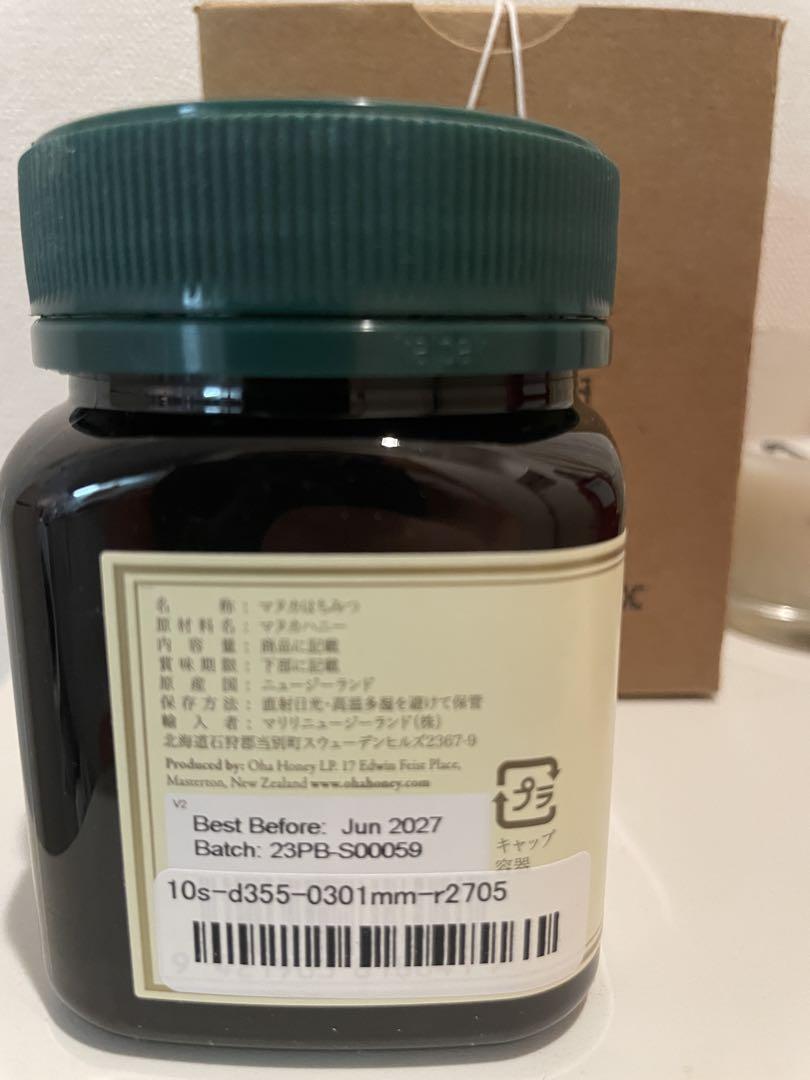 名　　　称：マヌカはちみつ
原材料名：マヌカハニー
内 容 量：商品に記載
賞味期限：下部に記載
原 産 国：ニュージーランド
保存方法：直射日光・高温多湿を避けて保管
輸 入 者：マリリニュージーランド(株)
北海道石狩郡当別町スウェーデンヒルズ2367-9
Produced by: Oha Honey LP. 17 Edwin Feist Place,
Masterton, New Zealand www.ohahoney.com
プラ
キャップ
容器
V2
Best Before: Jun 2027
Batch: 23PB-S00059
10s-d355-0301mm-r2705